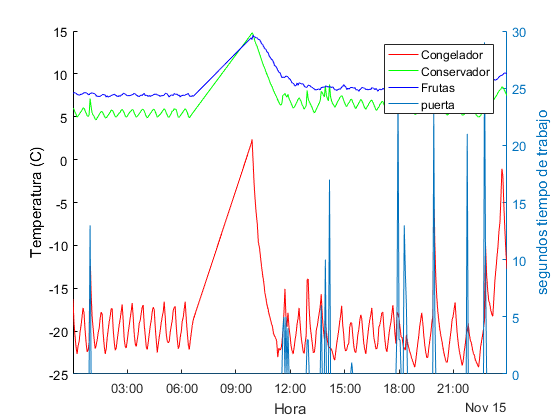 Temperatura (C)
15
10
5
0
-5
-10
-15
-20
-25
Congelador
Conservador
Frutas
puerta
30
25
20
15
10
5
0
segundos tiempo de trabajo
03:00 06:00 09:00 12:00 15:00 18:00 21:00
Hora
Nov 15